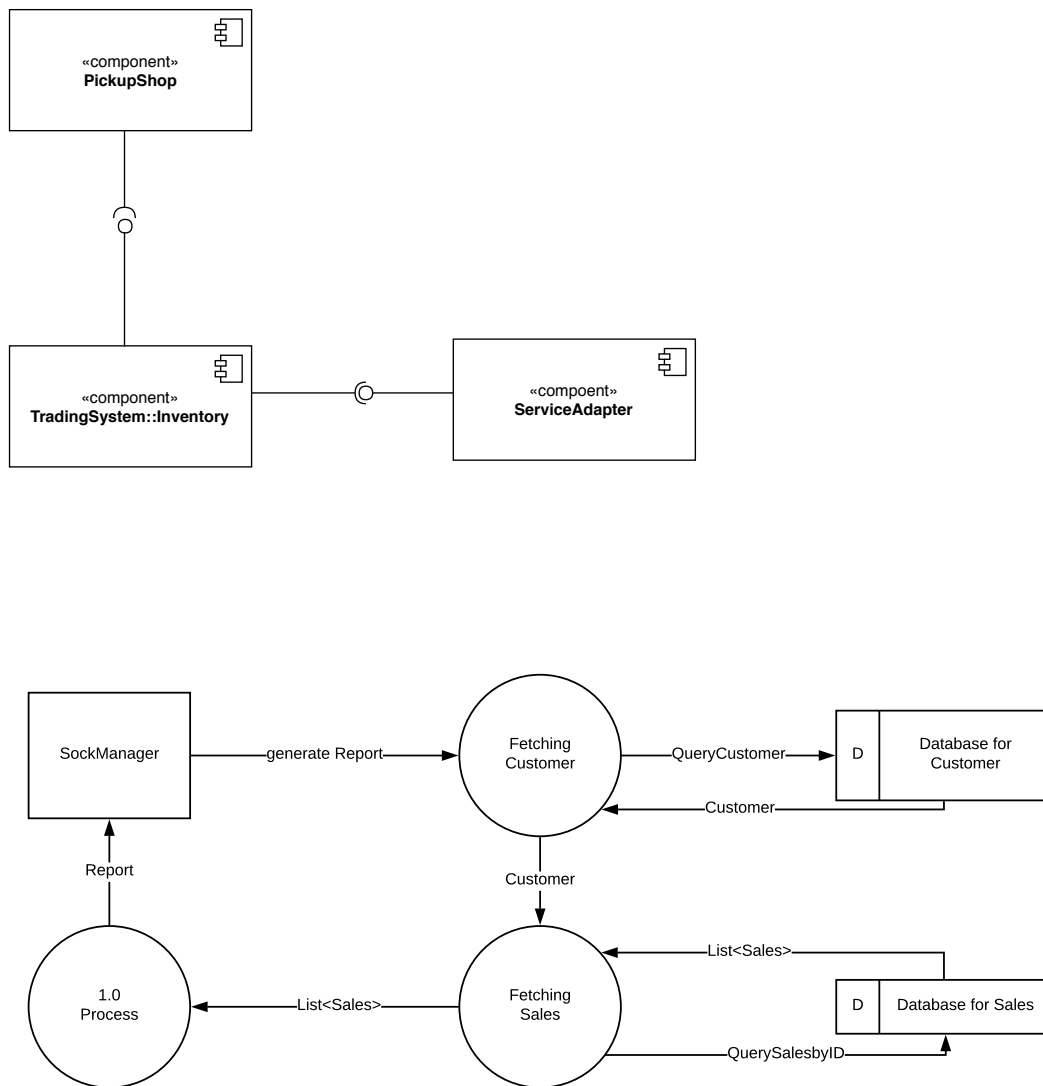 «component»
PickupShop
«component»
TradingSystem::Inventory
«compoent»
ServiceAdapter
SockManager
generate Report
Fetching
Customer
QueryCustomer
D
Database for
Customer
Customer
Report
Customer
List<Sales>
1.0
Process
List<Sales>
Fetching
Sales
D
Database for Sales
QuerySalesbyID